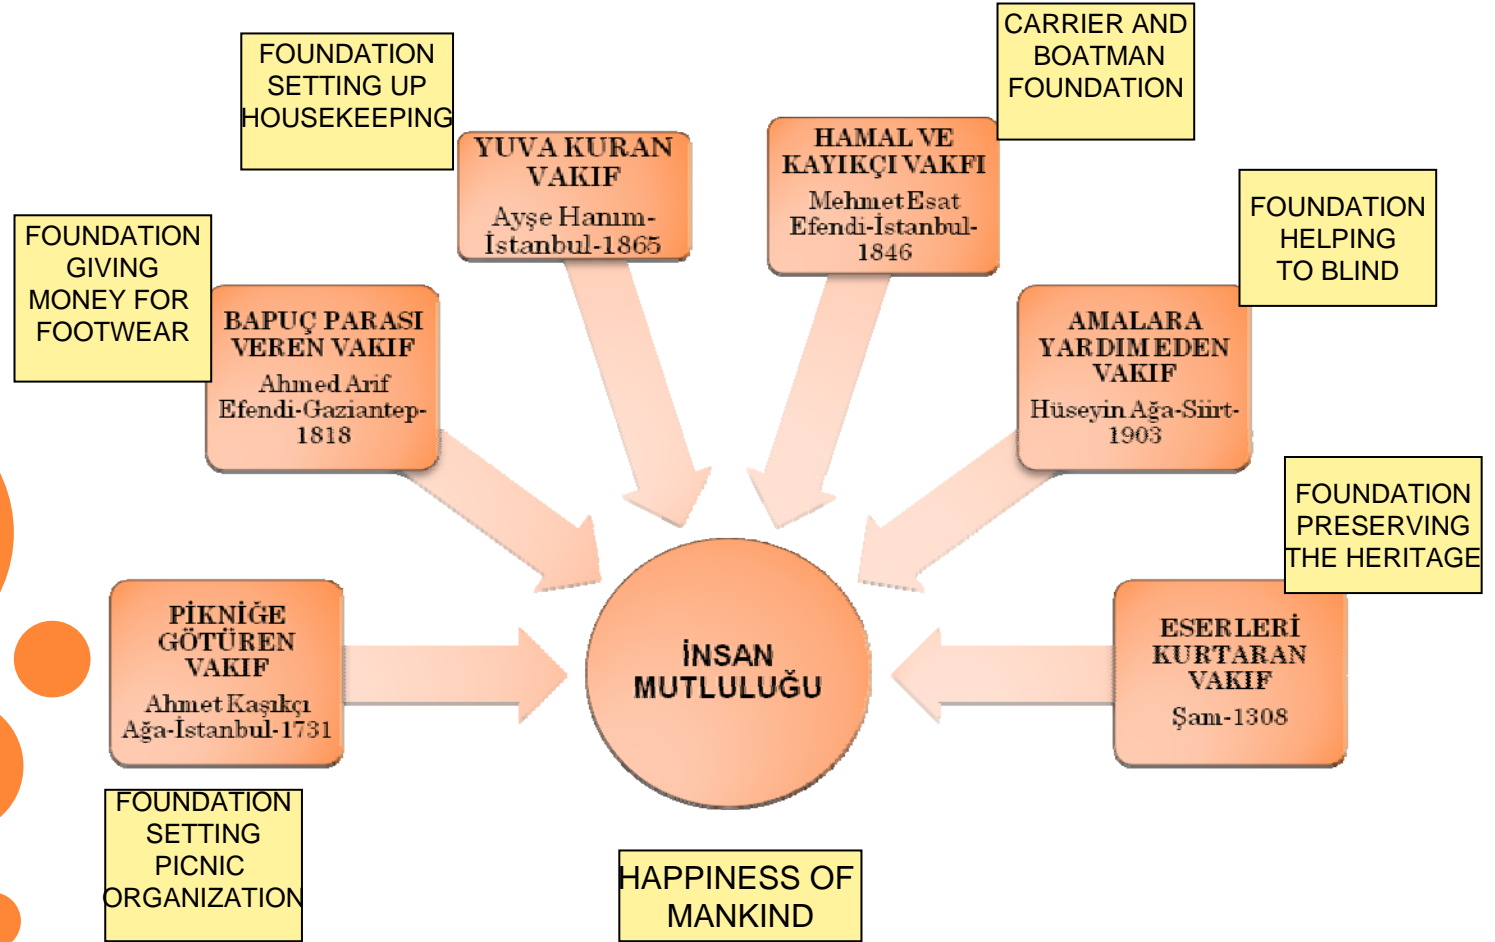 CARRIER AND
BOATMAN
FOUNDATION
FOUNDATION
SETTING UP
HOUSEKEEPING
HAMAL VE
KAYIKÇI VAKFI
Mehmet Esat
Efendi-İstanbul-
1846
YUVA KURAN
VAKIF
Ayşe Hanım-
İstanbul-1865
FOUNDATION
HELPING
TO BLIND
FOUNDATION
GIVING
MONEY FOR
FOOTWEAR
BAPUÇ PARASI
VEREN VAKIF
Ahmed Arif
Efendi-Gaziantep-
1818
AMALARA
YARDIM EDEN
VAKIF
Hüseyin Ağa-Siirt-
1903
FOUNDATION
PRESERVING
THE HERITAGE
PİKNİĞE
GÖTÜREN
VAKIF
Ahmet Kaşıkçı
Ağa-İstanbul-1731
İNSAN
MUTLULUĞU
ESERLERİ
KURTARAN
VAKIF
Şam-1308
FOUNDATION
SETTING
PICNIC
ORGANIZATION
HAPPINESS OF
MANKIND